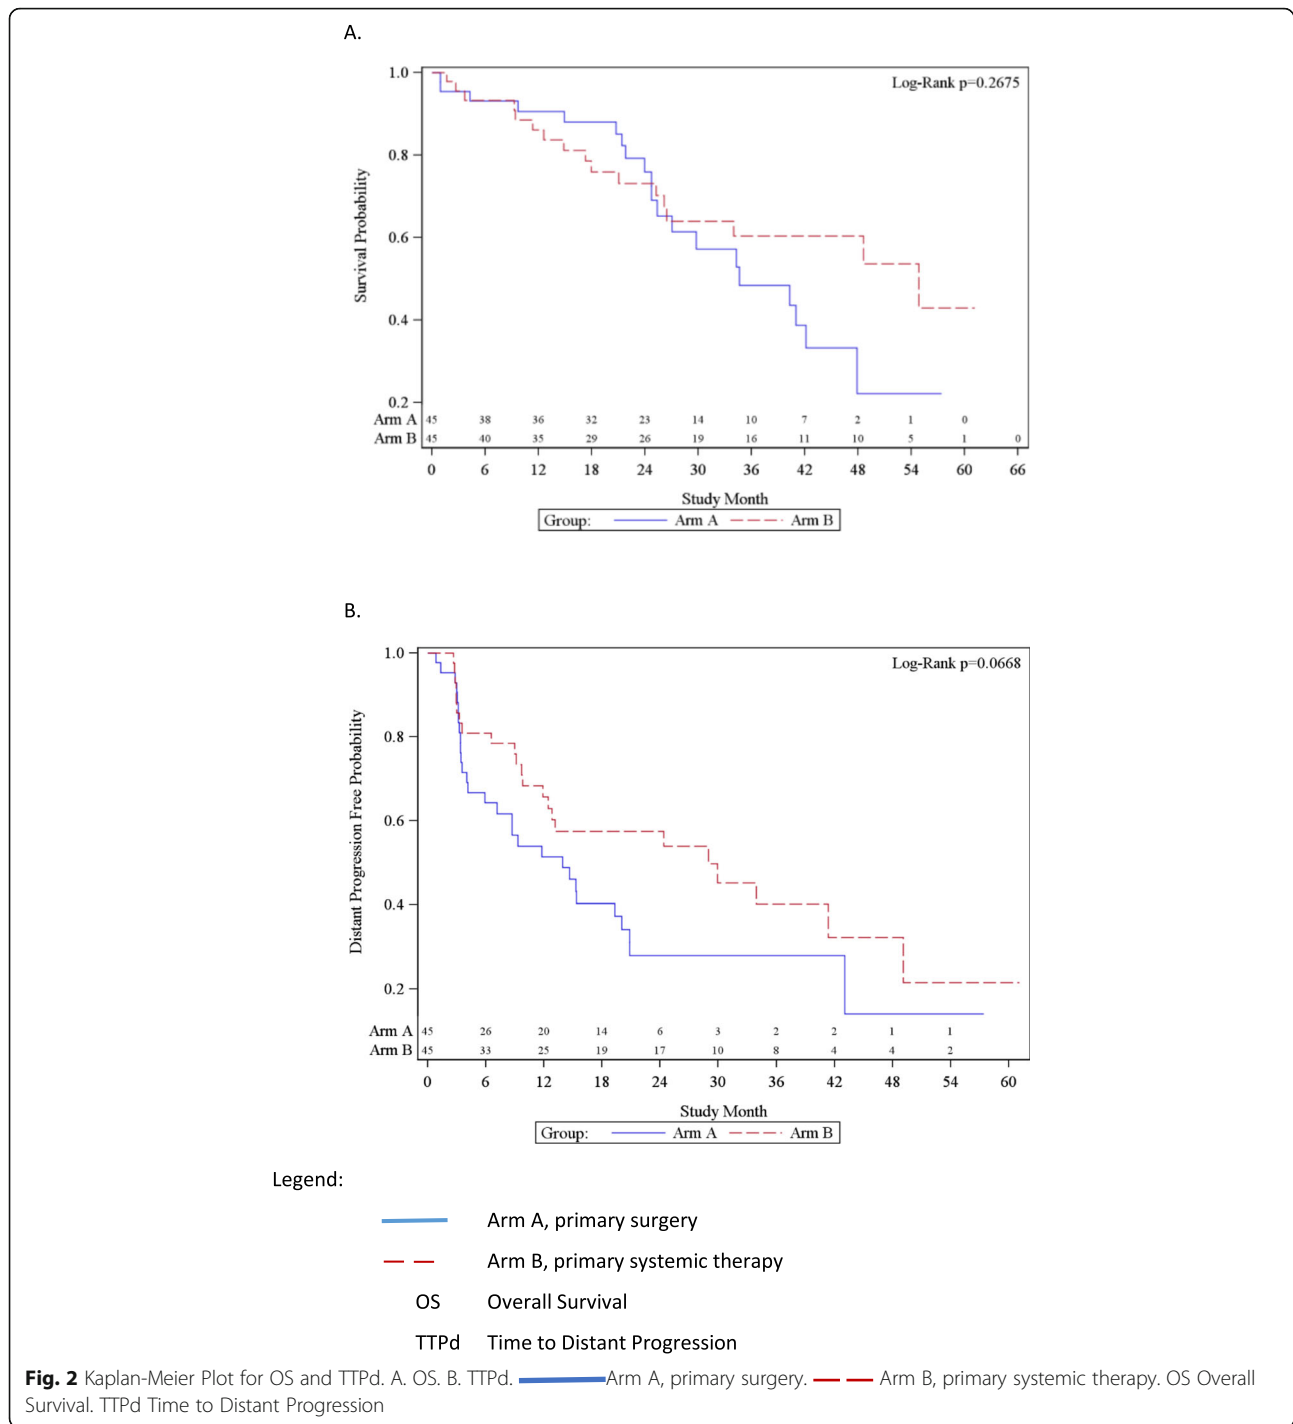 A.
Log-Rank p=0.2675
Survival Probability
1.0
0.8
0.6
0.4
0.2
Arm A 45 38 36 32 23 14 10 7 2 1 0
Arm B 45 40 35 29 26 19 16 11 10 5 1 0
0 6 12 18 24 30 36 42 48 54 60 66
Study Month
Group: Arm A Arm B
B.
Log-Rank p=0.0668
Distant Progression Free Probability
1.0
0.8
0.6
0.4
0.2
Arm A 45 26 20 14 6 3 2 2 1 1
Arm B 45 33 25 19 17 10 8 4 4 2
0 6 12 18 24 30 36 42 48 54 60
Study Month
Group: Arm A Arm B
Legend:
Arm A, primary surgery
Arm B, primary systemic therapy
OS Overall Survival
TTPd Time to Distant Progression
Fig. 2 Kaplan-Meier Plot for OS and TTPd. A. OS. B. TTPd. Arm A, primary surgery. Arm B, primary systemic therapy. OS Overall
Survival. TTPd Time to Distant Progression